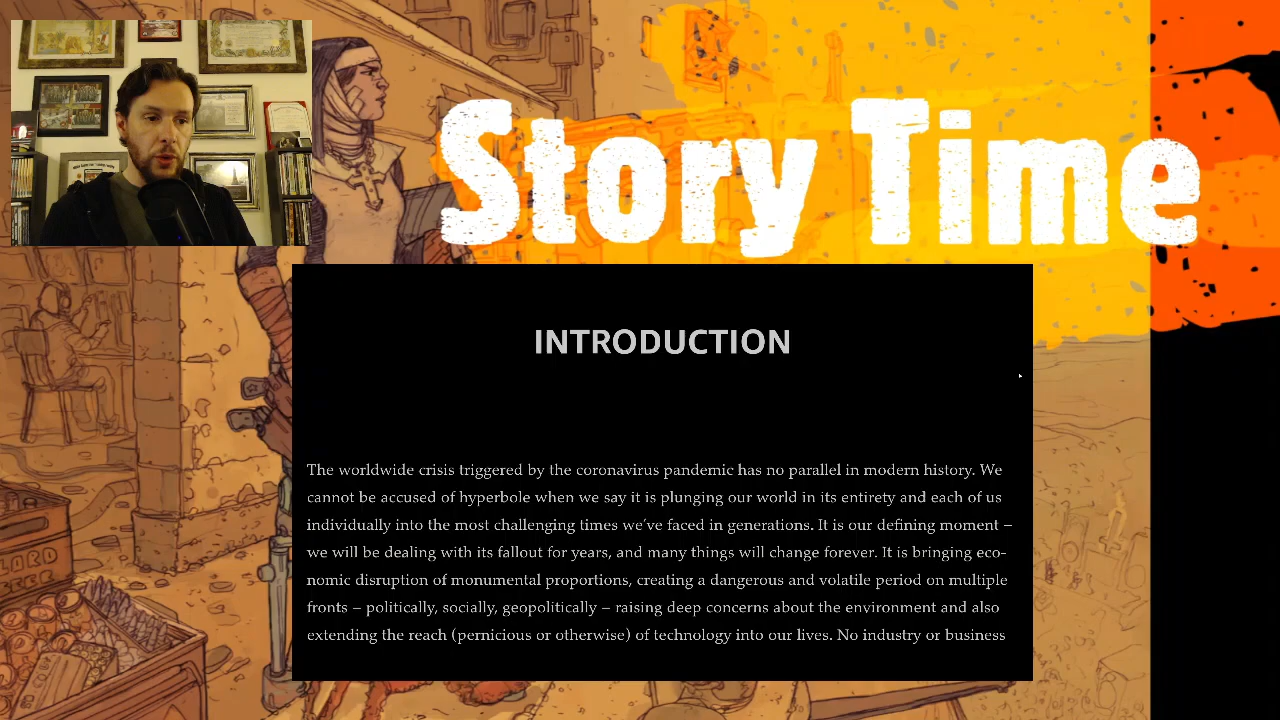 Story Time
INTRODUCTION
The worldwide crisis triggered by the coronavirus pandemic has no parallel in modern history. We
cannot be accused of hyperbole when we say it is plunging our world in its entirety and each of us
individually into the most challenging times we've faced in generations. It is our defining moment –
we will be dealing with its fallout for years, and many things will change forever. It is bringing eco-
nomic disruption of monumental proportions, creating a dangerous and volatile period on multiple
fronts – politically, socially, geopolitically – raising deep concerns about the environment and also
extending the reach (pernicious or otherwise) of technology into our lives. No industry or business